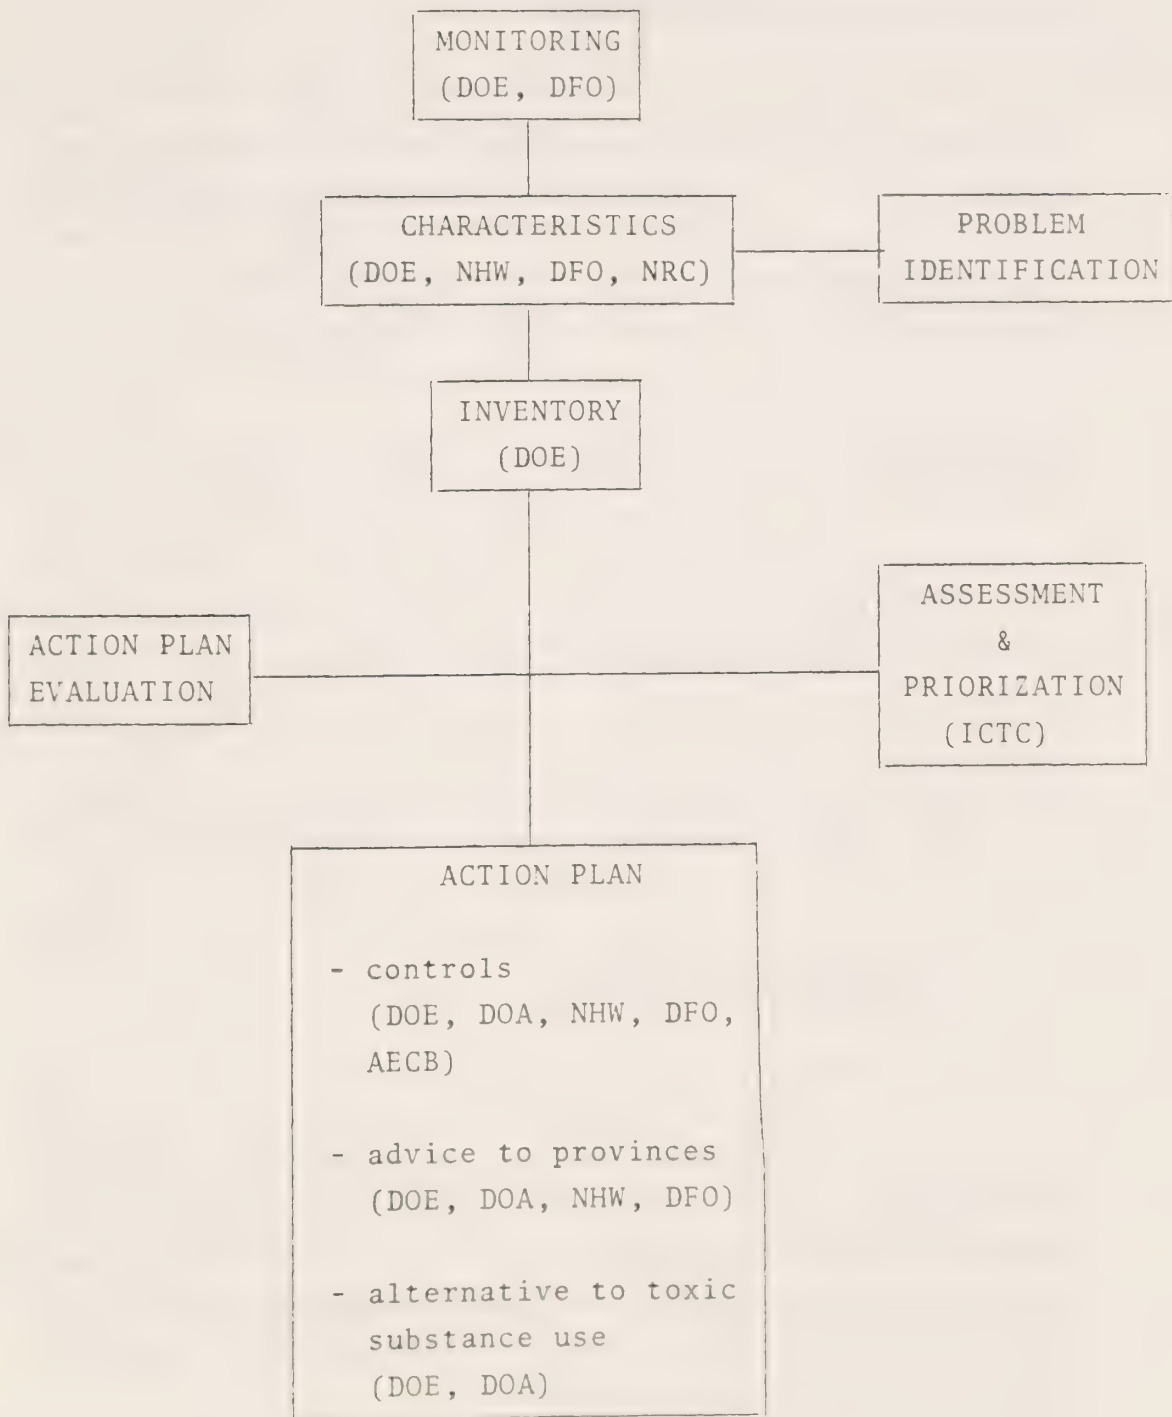 MONITORING
(DOE, DFO)
CHARACTERISTICS
(DOE, NHW, DFO, NRC)
PROBLEM
IDENTIFICATION
INVENTORY
(DOE)
ACTION PLAN
EVALUATION
ASSESSMENT
&
PRIORIZATION
(ICTC)
ACTION PLAN
- controls
(DOE, DOA, NHW, DFO,
AECB)
- advice to provinces
(DOE, DOA, NHW, DFO)
- alternative to toxic
substance use
(DOE, DOA)